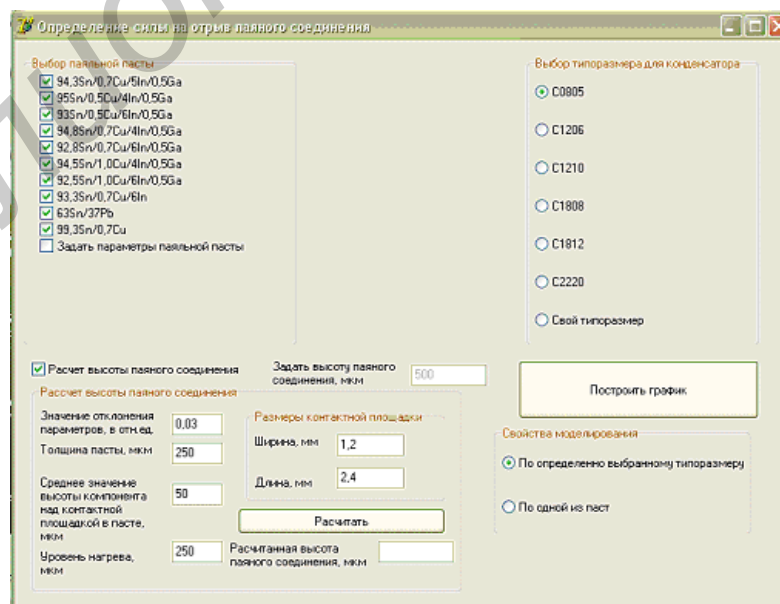 Определение силы на отрыв паяного соединения
Выбор паяльной пасты
94,3Sn/0,7Cu/5In/0,5Ga
95Sn/0,5Cu/4In/0,5Ga
93Sn/0,5Cu/6In/0,5Ga
94,8Sn/0,7Cu/4In/0,5Ga
92,8Sn/0,7Cu/6In/0,5Ga
94,5Sn/1,0Cu/4In/0,5Ga
92,5Sn/1,0Cu/6In/0,5Ga
93,3Sn/0,7Cu/6In
63Sn/37Pb
99,3Sn/0,7Cu
Задать параметры паяльной пасты
Выбор типоразмера для конденсатора
C0805
C1206
C1210
C1808
C1812
C2220
Свой типоразмер
Расчет высоты паяного соединения
Задать высоту паяного
соединения, мкм
500
Построить график
Рассчет высоты паяного соединения
Значение отклонения
параметров, в отн.ед.
0,03
Толщина пасты, мкм
250
Среднее значение
высоты компонента
над контактной
площадкой в пасте,
мкм
50
Уровень нагрева,
мкм
250
Размеры контактной площадки
Ширина, мм
1,2
Длина, мм
2,4
Расчитать
Расчитанная высота
паяного соединения, мкм
Свойства моделирования
По определенно выбранному типоразмеру
По одной из паст